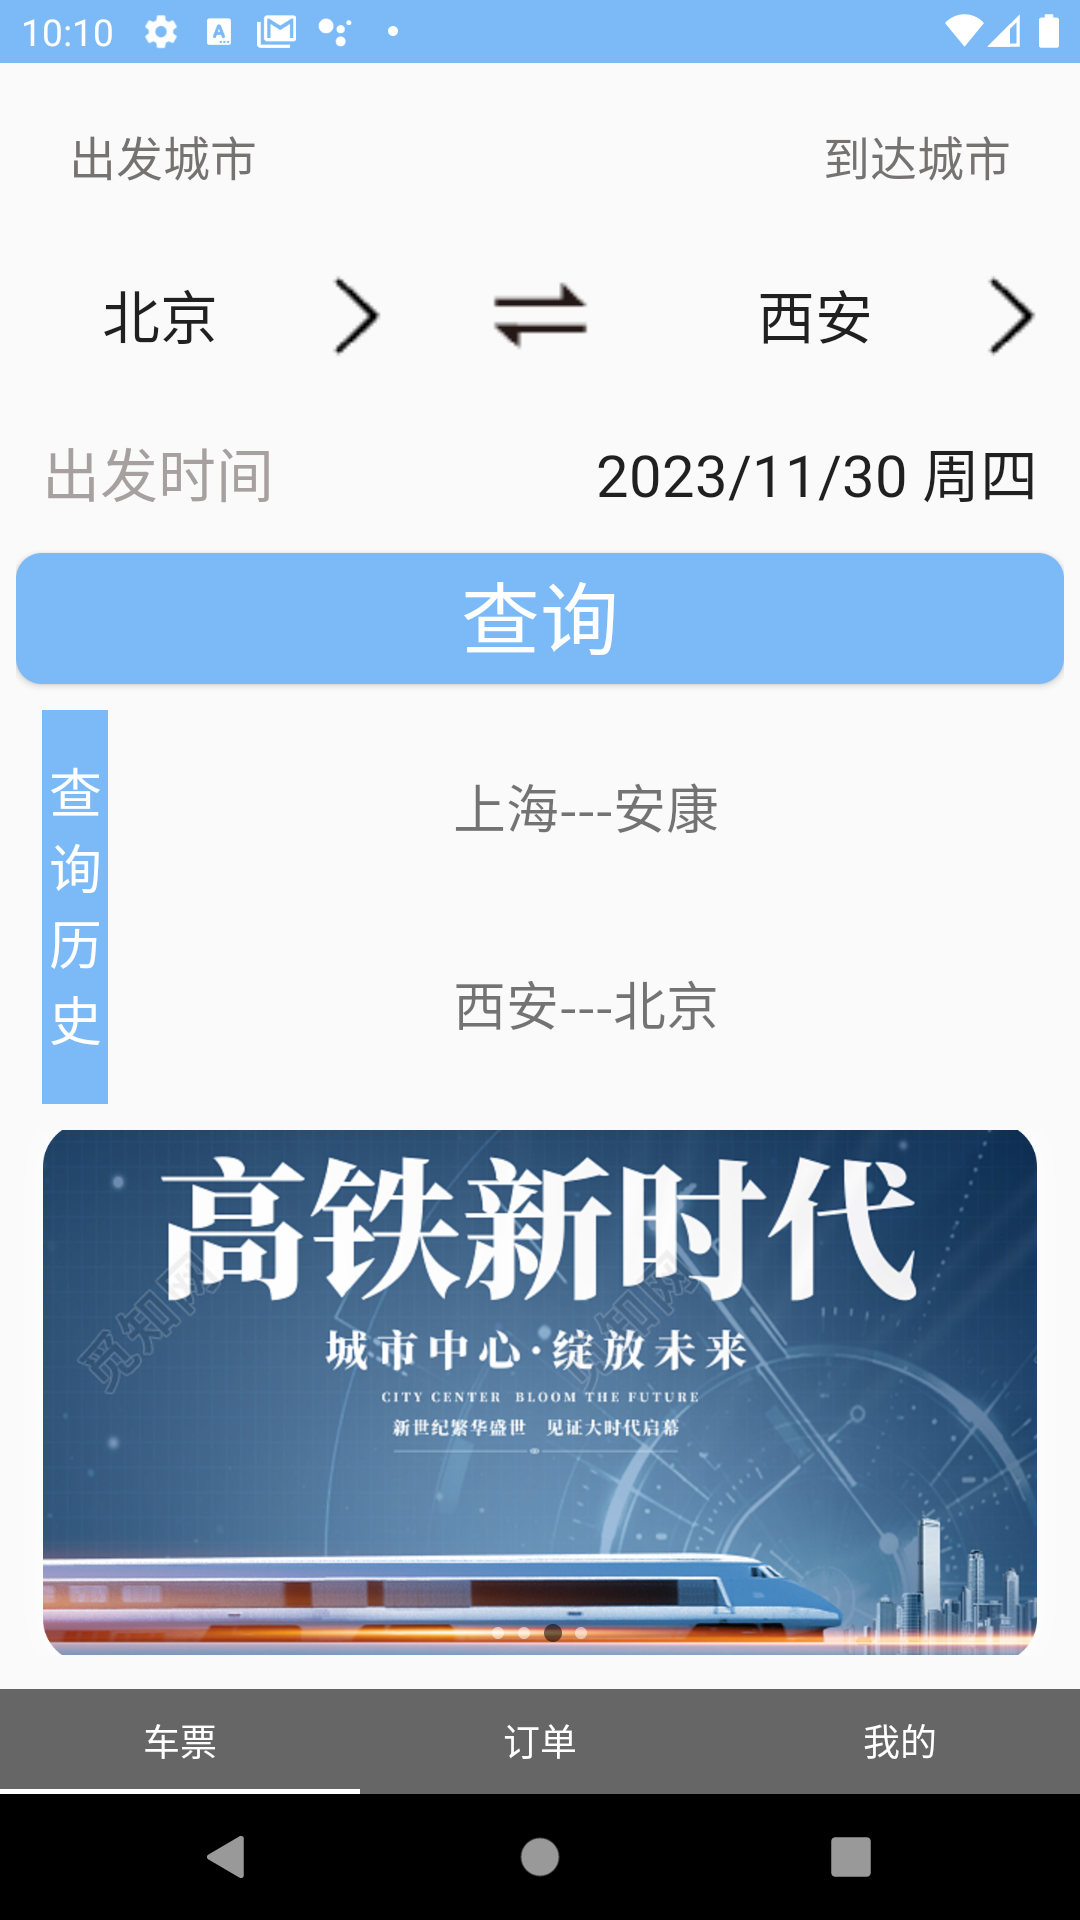 10:10
出发城市 到达城市
北京 西安
出发时间 2023/11/30 周四
查询
查
询
历
史
上海---安康
西安---北京
高铁新时代
觅知网 觅知网
城市中心·绽放未来
CITY CENTER BLOOM THE FUTURE
新世纪繁华盛世 见证大时代启幕
车票 订单 我的